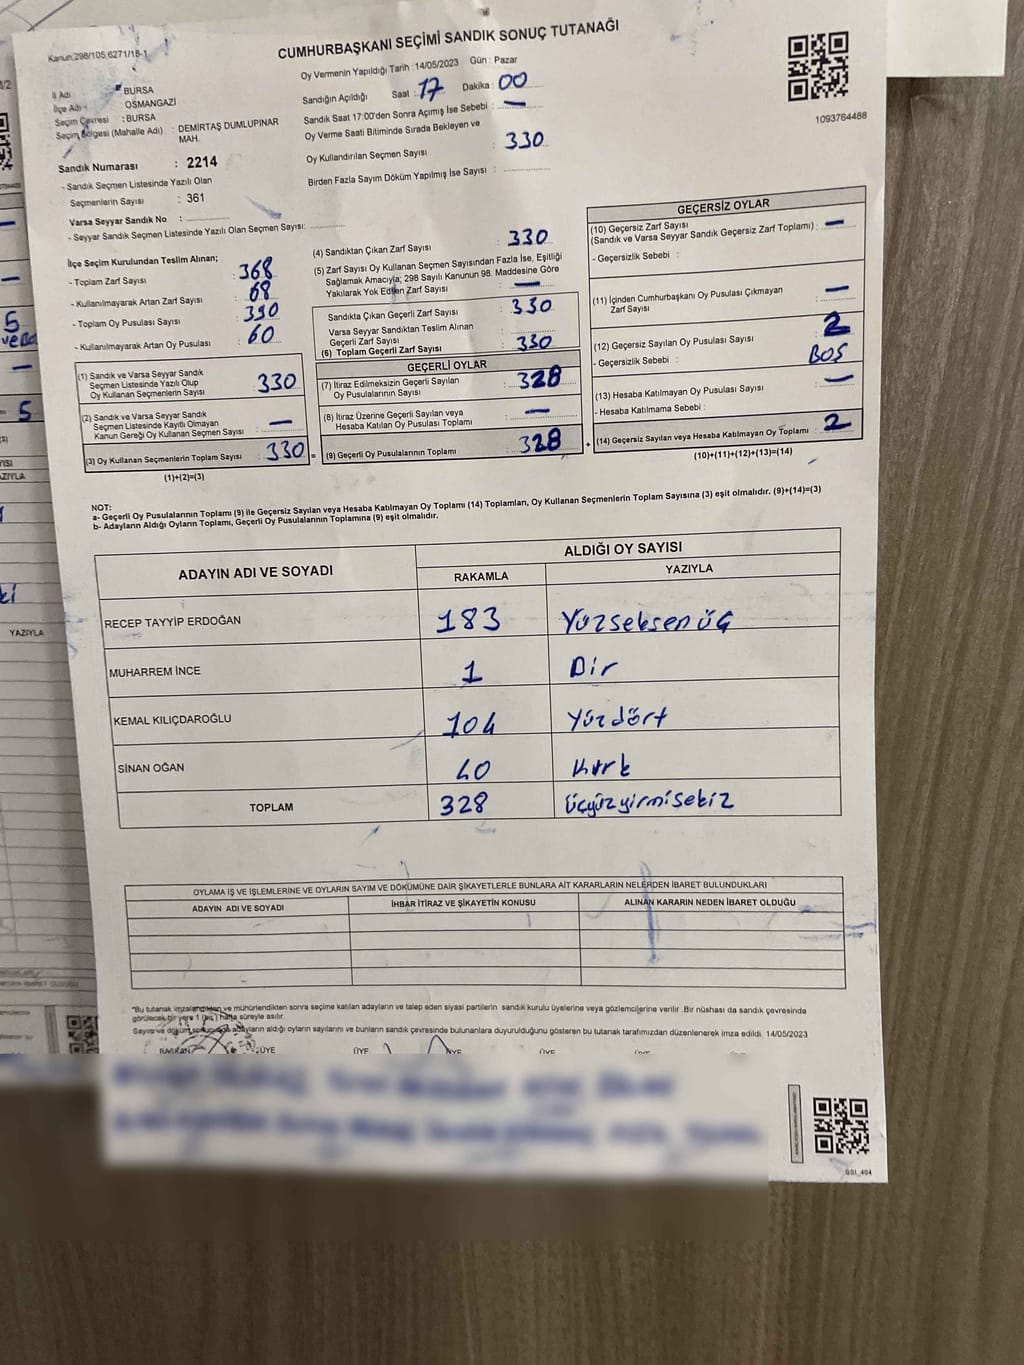 Kanun:298/105;6271/18-1
CUMHURBAŞKANI SEÇİMİ SANDIK SONUÇ TUTANAĞI
İl Adı : BURSA
İlçe Adı : OSMANGAZİ
Seçim Çevresi : BURSA
Seçim Bölgesi (Mahalle Adı) : DEMİRTAŞ DUMLUPINAR MAH.
Sandık Numarası : 2214
- Sandık Seçmen Listesinde Yazılı Olan
Seçmenlerin Sayısı : 361
Varsa Seyyar Sandık No :
- Seyyar Sandık Seçmen Listesinde Yazılı Olan Seçmen Sayısı:
Oy Vermenin Yapıldığı Tarih : 14/05/2023 Gün : Pazar
Sandığın Açıldığı Saat : 17 Dakika : 00
Sandık Saat 17:00'den Sonra Açımış İse Sebebi : —
Oy Verme Saati Bitiminde Sırada Bekleyen ve
Oy Kullandırılan Seçmen Sayısı : 330
Birden Fazla Sayım Döküm Yapılmış İse Sayısı :
1093764488
İlçe Seçim Kurulundan Teslim Alınan;
- Toplam Zarf Sayısı : 368
- Kullanılmayarak Artan Zarf Sayısı : 68
- Toplam Oy Pusulası Sayısı : 390
- Kullanılmayarak Artan Oy Pusulası : 60
(1) Sandık ve Varsa Seyyar Sandık
Seçmen Listesinde Yazılı Olup
Oy Kullanan Seçmenlerin Sayısı : 330
(2) Sandık ve Varsa Seyyar Sandık
Seçmen Listesinde Kayıtlı Olmayan
Kanun Gereği Oy Kullanan Seçmen Sayısı : —
(3) Oy Kullanan Seçmenlerin Toplam Sayısı : 330 =
(1)+(2)=(3)
(4) Sandıktan Çıkan Zarf Sayısı : 330
(5) Zarf Sayısı Oy Kullanan Seçmen Sayısından Fazla İse, Eşitliği
Sağlamak Amacıyla; 298 Sayılı Kanunun 98. Maddesine Göre
Yakılarak Yok Edilen Zarf Sayısı : —
Sandıkta Çıkan Geçerli Zarf Sayısı : 330
Varsa Seyyar Sandıktan Teslim Alınan
Geçerli Zarf Sayısı :
(6) Toplam Geçerli Zarf Sayısı : 330
GEÇERLİ OYLAR
(7) İtiraz Edilmeksizin Geçerli Sayılan
Oy Pusulalarının Sayısı : 328
(8) İtiraz Üzerine Geçerli Sayılan veya
Hesaba Katılan Oy Pusulası Toplamı : —
(9) Geçerli Oy Pusulalarının Toplamı : 328 +
GEÇERSİZ OYLAR
(10) Geçersiz Zarf Sayısı
(Sandık ve Varsa Seyyar Sandık Geçersiz Zarf Toplamı) : —
- Geçersizlik Sebebi :
(11) İçinden Cumhurbaşkanı Oy Pusulası Çıkmayan
Zarf Sayısı : —
(12) Geçersiz Sayılan Oy Pusulası Sayısı : 2
- Geçersizlik Sebebi : BOŞ
(13) Hesaba Katılmayan Oy Pusulası Sayısı : —
- Hesaba Katılmama Sebebi :
(14) Geçersiz Sayılan veya Hesaba Katılmayan Oy Toplamı : 2
(10)+(11)+(12)+(13)=(14)
NOT:
a- Geçerli Oy Pusulalarının Toplamı (9) ile Geçersiz Sayılan veya Hesaba Katılmayan Oy Toplamı (14) Toplamları, Oy Kullanan Seçmenlerin Toplam Sayısına (3) eşit olmalıdır. (9)+(14)=(3)
b- Adayların Aldığı Oyların Toplamı, Geçerli Oy Pusulalarının Toplamına (9) eşit olmalıdır.
ADAYIN ADI VE SOYADI ALDIĞI OY SAYISI
RAKAMLA YAZIYLA
RECEP TAYYİP ERDOĞAN 183 Yüzseksenüç
MUHARREM İNCE 1 Bir
KEMAL KILIÇDAROĞLU 104 Yüzdört
SİNAN OĞAN 40 Kırk
TOPLAM 328 Üçyüzyirmisekiz
OYLAMA İŞ VE İŞLEMLERİNE VE OYLARIN SAYIM VE DÖKÜMÜNE DAİR ŞİKAYETLERLE BUNLARA AİT KARARLARIN NELERDEN İBARET BULUNDUKLARI
ADAYIN ADI VE SOYADI İHBAR İTİRAZ VE ŞİKAYETİN KONUSU ALINAN KARARIN NEDEN İBARET OLDUĞU
*Bu tutanak imzalandıktan ve mühürlendikten sonra seçime katılan adayların ve talep eden siyasi partilerin sandık kurulu üyelerine veya gözlemcilerine verilir. Bir nüshası da sandık çevresinde
görülecek bir yere 1 (bir) hafta süreyle asılır.
Sayım ve döküm sonucunda adayların aldığı oyların sayılarını ve bunların sandık çevresinde bulunanlara duyurulduğunu gösteren bu tutanak tarafımızdan düzenlenerek imza edildi. 14/05/2023
BAŞKAN ÜYE ÜYE ÜYE ÜYE ÜYE
YAZIYLA